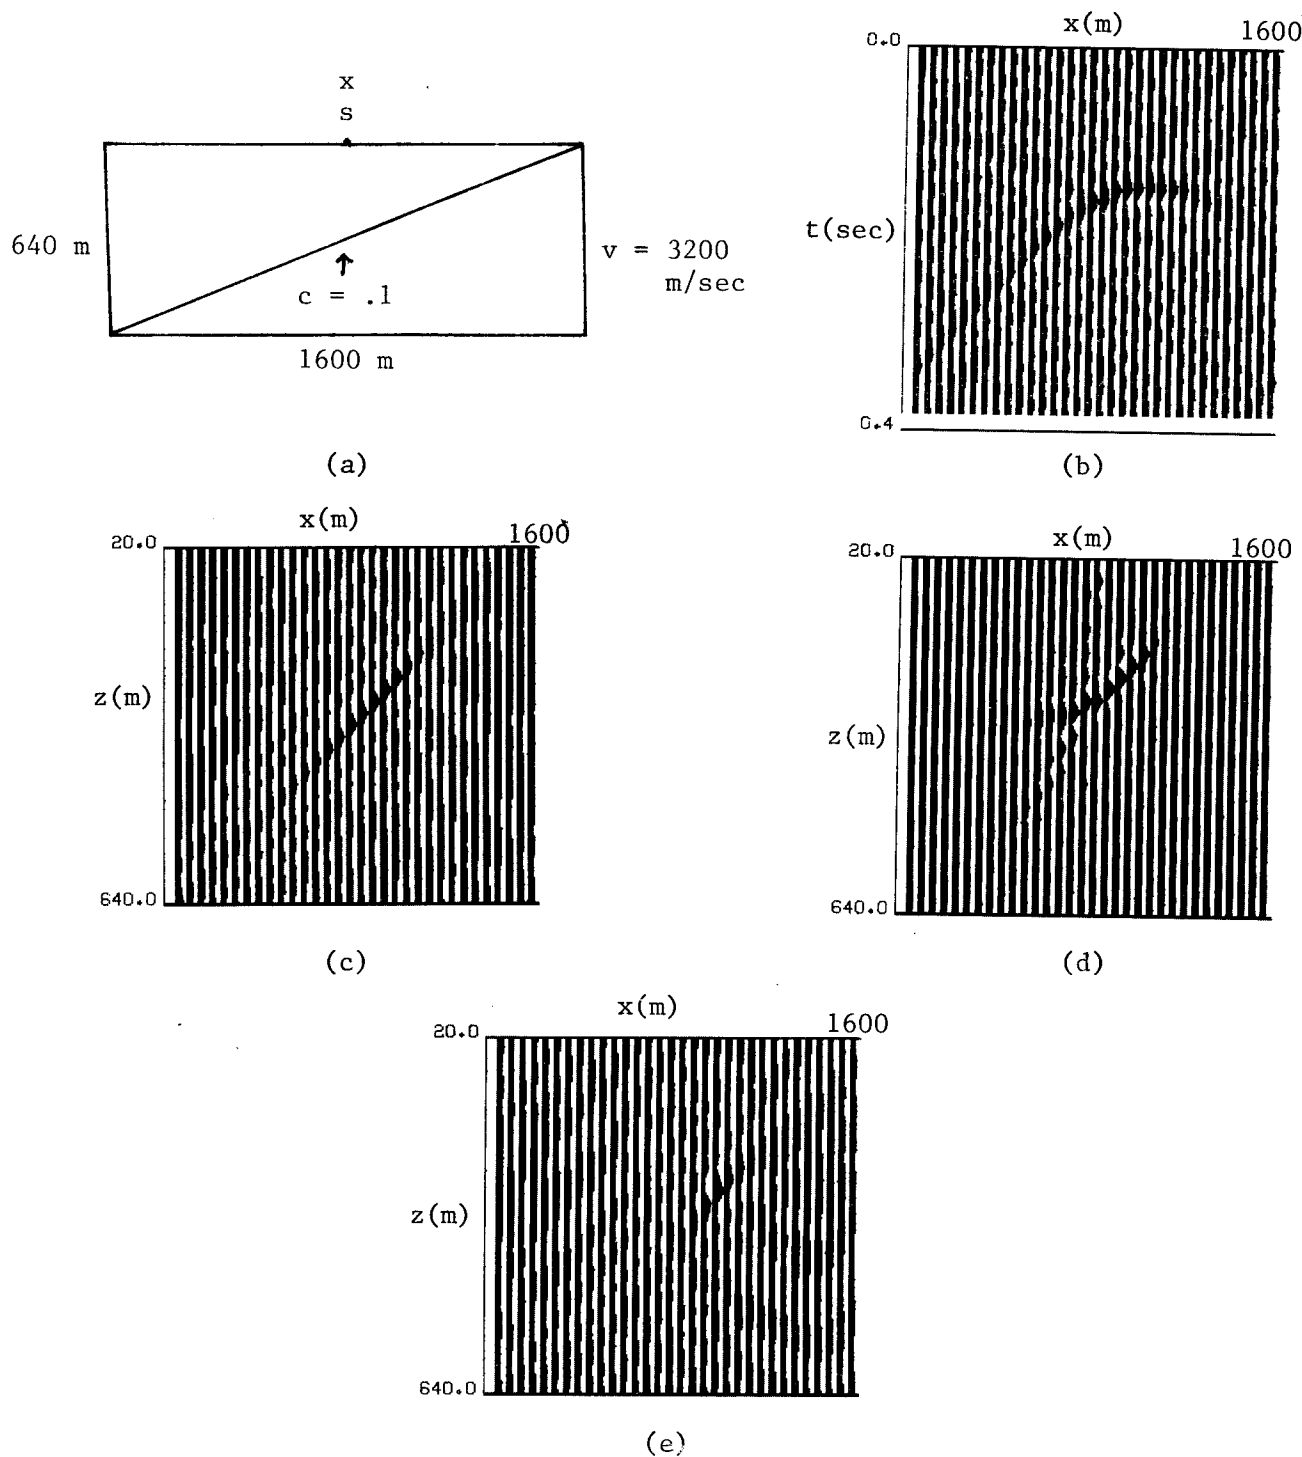 x
s
640 m
c = .1
v = 3200
m/sec
1600 m
(a)
x(m)
1600
0.0
t(sec)
0.4
(b)
x(m)
1600
20.0
z(m)
640.0
(c)
x(m)
1600
20.0
z(m)
640.0
(d)
x(m)
1600
20.0
z(m)
640.0
(e)